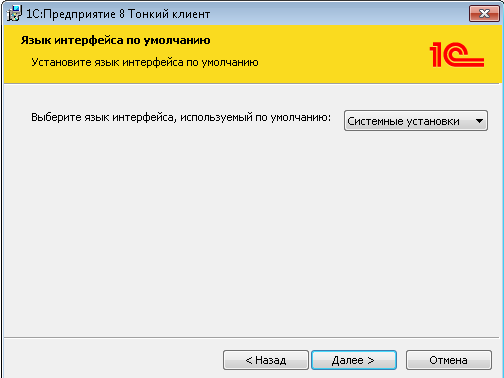 1С:Предприятие 8 Тонкий клиент
Язык интерфейса по умолчанию
Установите язык интерфейса по умолчанию
1С
Выберите язык интерфейса, используемый по умолчанию:
Системные установки
< Назад
Далее >
Отмена